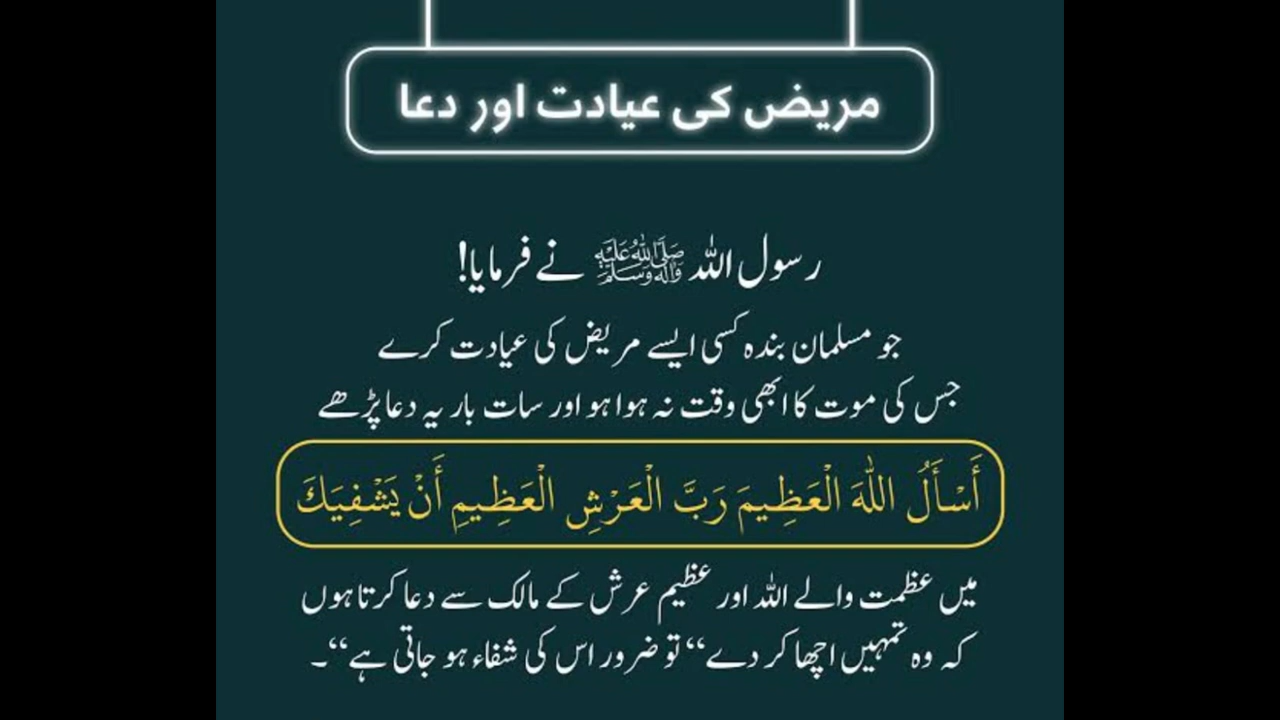 مریض کی عیادت اور دعا
رسول اللہ ﷺ نے فرمایا!
جو مسلمان بندہ کسی ایسے مریض کی عیادت کرے
جس کی موت کا ابھی وقت نہ ہوا ہو اور سات بار یہ دعا پڑھے
أَسْأَلُ اللّٰهَ الْعَظِيمَ رَبَّ الْعَرْشِ الْعَظِيمِ أَنْ يَشْفِيَكَ
میں عظمت والے اللہ اور عظیم عرش کے مالک سے دعا کرتا ہوں
کہ وہ تمہیں اچھا کر دے“ تو ضرور اس کی شفاء ہو جاتی ہے“۔